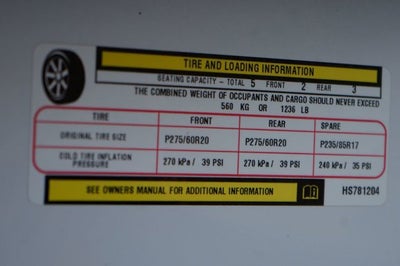 TIRE AND LOADING INFORMATION
SEATING CAPACITY - TOTAL 5 FRONT 2 REAR 3
THE COMBINED WEIGHT OF OCCUPANTS AND CARGO SHOULD NEVER EXCEED
560 KG OR 1236 LB
TIRE FRONT REAR SPARE
ORIGINAL TIRE SIZE P275/60R20 P275/60R20 P235/85R17
COLD TIRE INFLATION PRESSURE 270 kPa / 39 PSI 270 kPa / 39 PSI 240 kPa / 35 PSI
SEE OWNERS MANUAL FOR ADDITIONAL INFORMATION HS781204